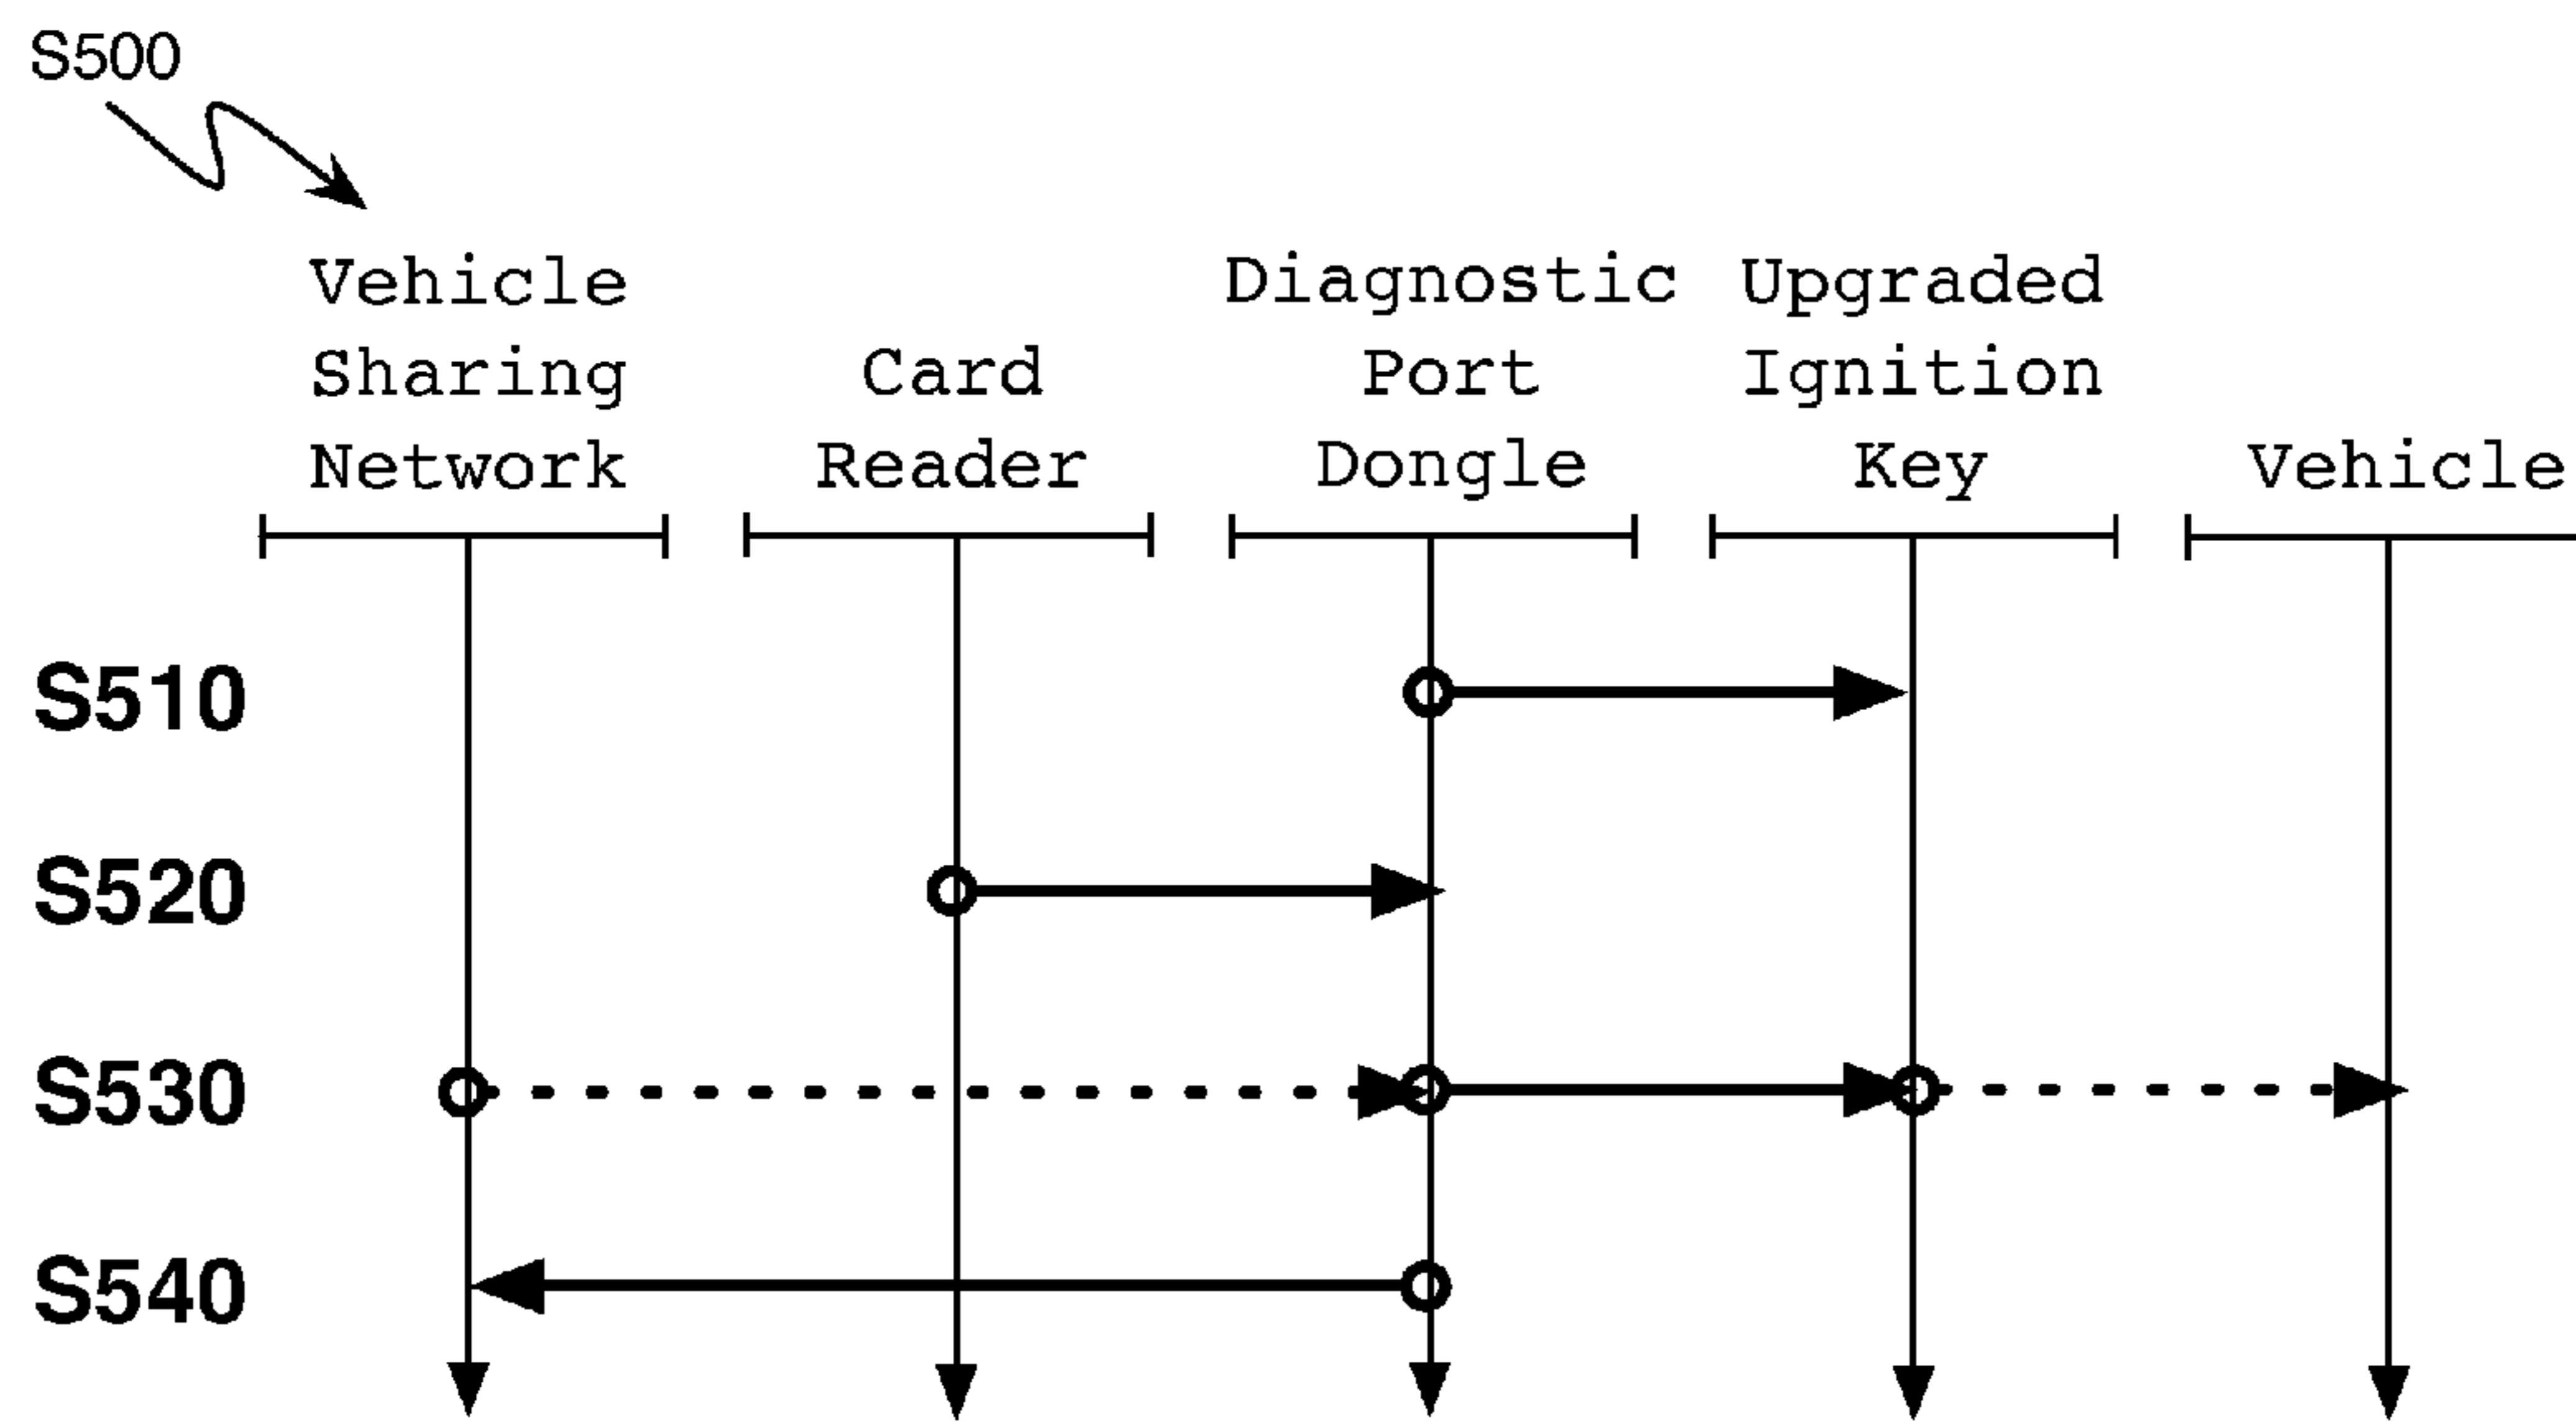 S500
Vehicle
Sharing
Network
Card
Reader
Diagnostic
Port
Dongle
Upgraded
Ignition
Key
Vehicle
S510
S520
S530
S540